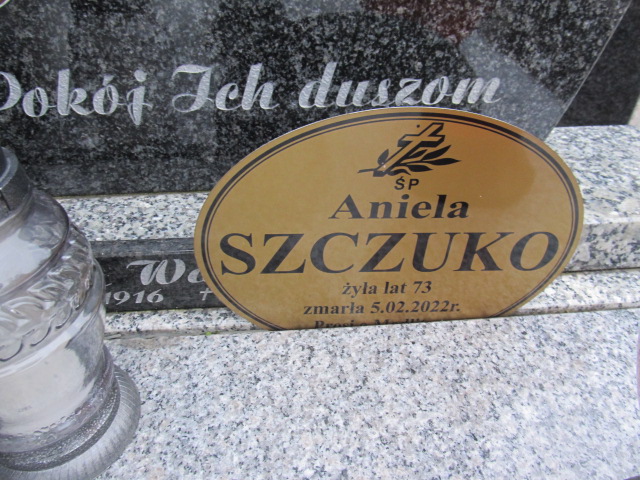 Pokój Ich duszom
ŚP
Aniela
SZCZUKO
żyła lat 73
zmarła 5.02.2022r.
1916 +